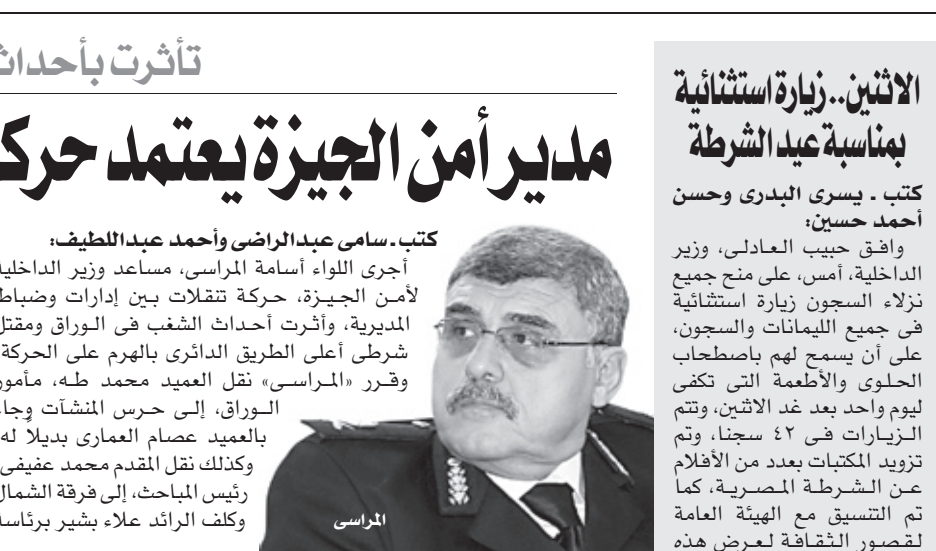 الاثنين.. زيارة استثنائية
بمناسبة عيد الشرطة
كتب ـ يسرى البدرى وحسن
أحمد حسين:
وافق حبيب العادلى، وزير
الداخلية، أمس، على منح جميع
نزلاء السجون زيارة استثنائية
فى جميع الليمانات والسجون،
على أن يسمح لهم باصطحاب
الحلوى والأطعمة التى تكفى
ليوم واحد بعد غد الاثنين، وتتم
الزيارات فى ٤٢ سجنا، وتم
تزويد المكتبات بعدد من الأفلام
عن الشرطة المصرية، كما
تم التنسيق مع الهيئة العامة
لقصور الثقافة لعرض هذه
تأثرت بأحداث
مدير أمن الجيزة يعتمد
كتب ـ سامى عبدالراضى وأحمد عبداللطيف:
أجرى اللواء أسامة المراسى، مساعد وزير الداخلية
لأمن الجيزة، حركة تنقلات بين إدارات وضباط
المديرية، وأثرت أحداث الشغب فى الوراق ومقتل
شرطى أعلى الطريق الدائرى بالهرم على الحركة
وقرر «المراسى» نقل العميد محمد طه، مأمور
الوراق، إلى حرس المنشآت وجاء
بالعميد عصام العمارى بديلاً له
وكذلك نقل المقدم محمد عفيفى
رئيس المباحث، إلى فرقة الشمال
وكلف الرائد علاء بشير
المراسى